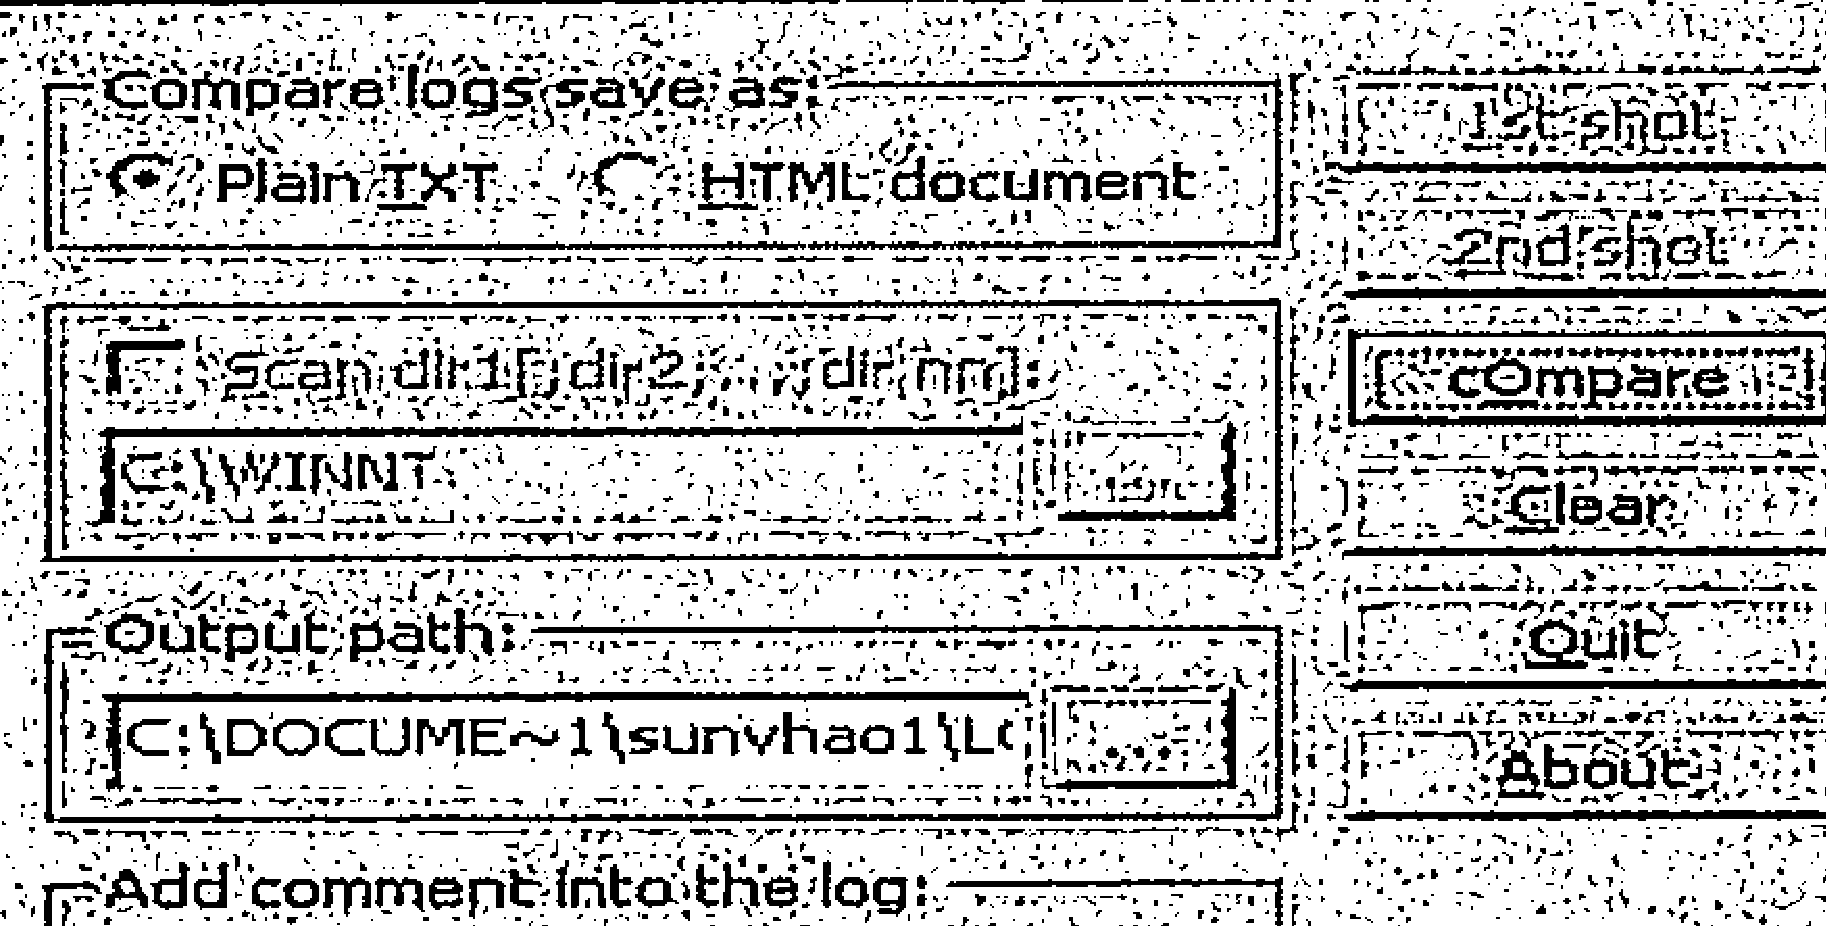 Compare logs save as:
Plain TXT
HTML document
1st shot
2nd shot
Scan dir1[;dir2;...;dir nn]:
cOmpare
C:\WINNT
...
Clear
Output path:
Quit
C:\DOCUME~1\sunvhao1\LO
...
About
Add comment into the log: